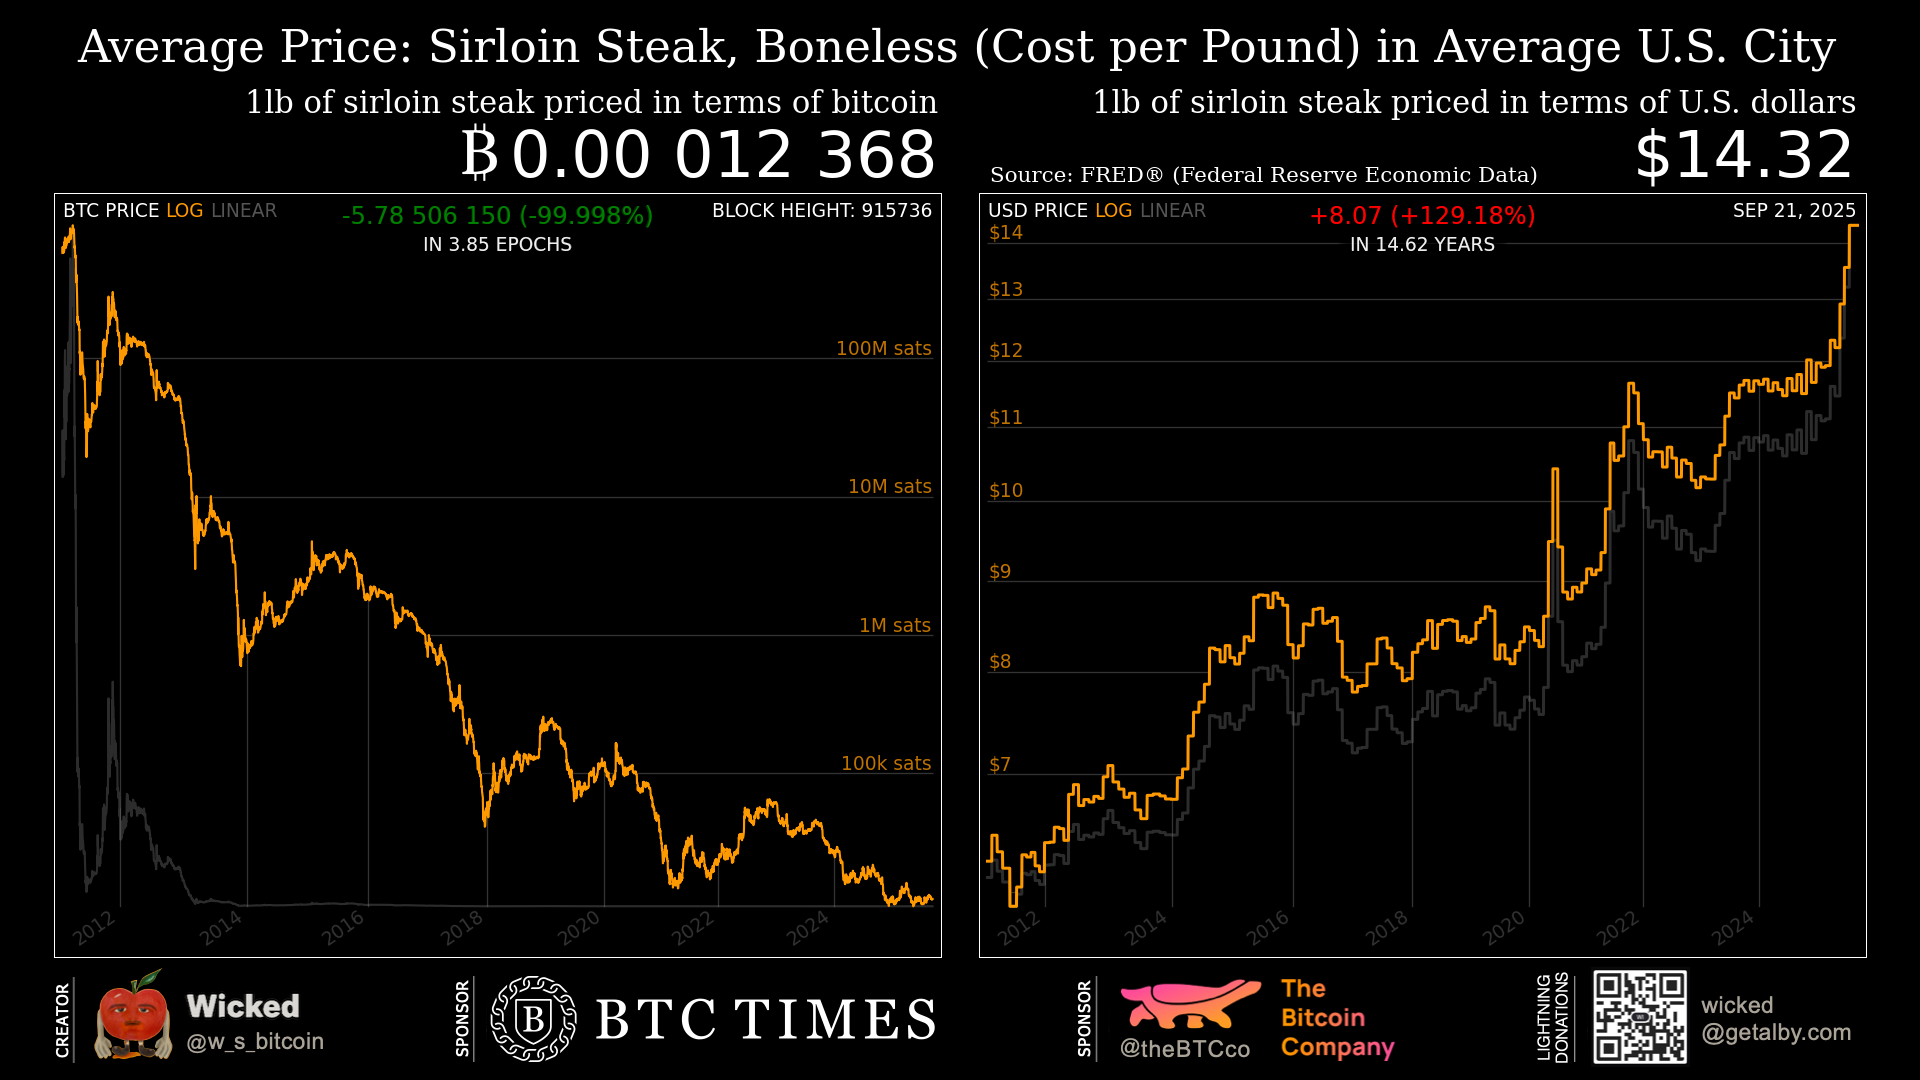 Average Price: Sirloin Steak, Boneless (Cost per Pound) in Average U.S. City
1lb of sirloin steak priced in terms of bitcoin
₿ 0.00 012 368
BTC PRICE LOG LINEAR
-5.78 506 150 (-99.998%)
IN 3.85 EPOCHS
BLOCK HEIGHT: 915736
100M sats
10M sats
1M sats
100k sats
2012
2014
2016
2018
2020
2022
2024
1lb of sirloin steak priced in terms of U.S. dollars
Source: FRED® (Federal Reserve Economic Data)
$14.32
USD PRICE LOG LINEAR
+8.07 (+129.18%)
IN 14.62 YEARS
SEP 21, 2025
$14
$13
$12
$11
$10
$9
$8
$7
2012
2014
2016
2018
2020
2022
2024
CREATOR
Wicked
@w_s_bitcoin
SPONSOR
B
BTC TIMES
SPONSOR
@theBTCco
The
Bitcoin
Company
LIGHTNING
DONATIONS
wicked
@getalby.com